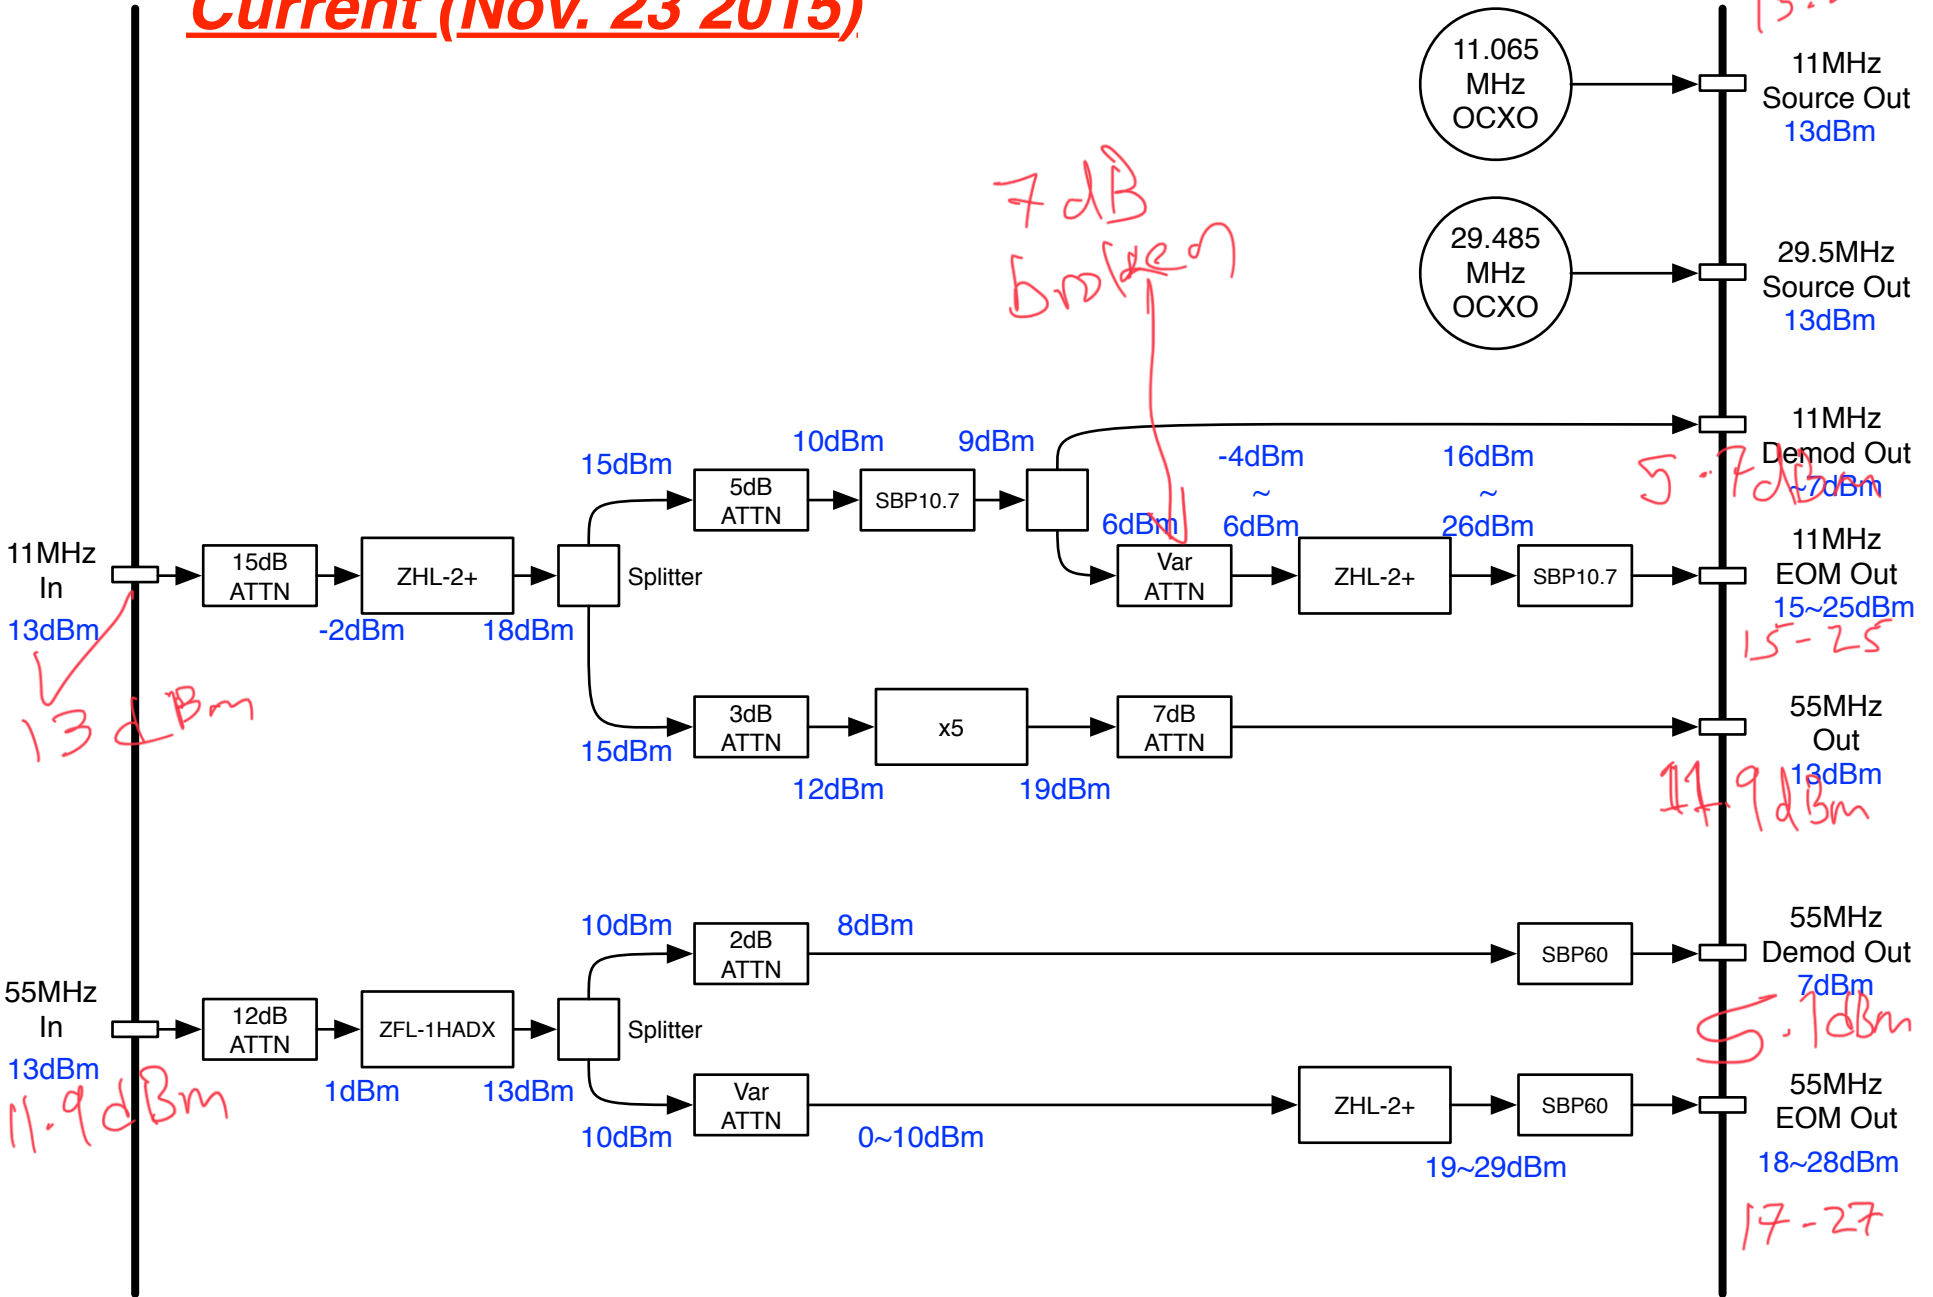 Current (Nov. 23 2015)
11.065
MHz
OCXO
11MHz
Source Out
13dBm
7 dB
broken
29.485
MHz
OCXO
29.5MHz
Source Out
13dBm
11MHz
Demod Out
~7dBm
5.7dBm
15dBm
10dBm
9dBm
-4dBm
~
6dBm
16dBm
~
26dBm
5dB
ATTN
SBP10.7
6dBm
11MHz
In
13dBm
13dBm
15dB
ATTN
-2dBm
ZHL-2+
18dBm
Splitter
Var
ATTN
ZHL-2+
SBP10.7
11MHz
EOM Out
15~25dBm
15-25
15dBm
3dB
ATTN
12dBm
x5
19dBm
7dB
ATTN
55MHz
Out
13dBm
11.9dBm
10dBm
2dB
ATTN
8dBm
SBP60
55MHz
Demod Out
7dBm
5.1dBm
55MHz
In
13dBm
11.9dBm
12dB
ATTN
1dBm
ZFL-1HADX
13dBm
Splitter
10dBm
Var
ATTN
0~10dBm
ZHL-2+
19~29dBm
SBP60
55MHz
EOM Out
18~28dBm
17-27